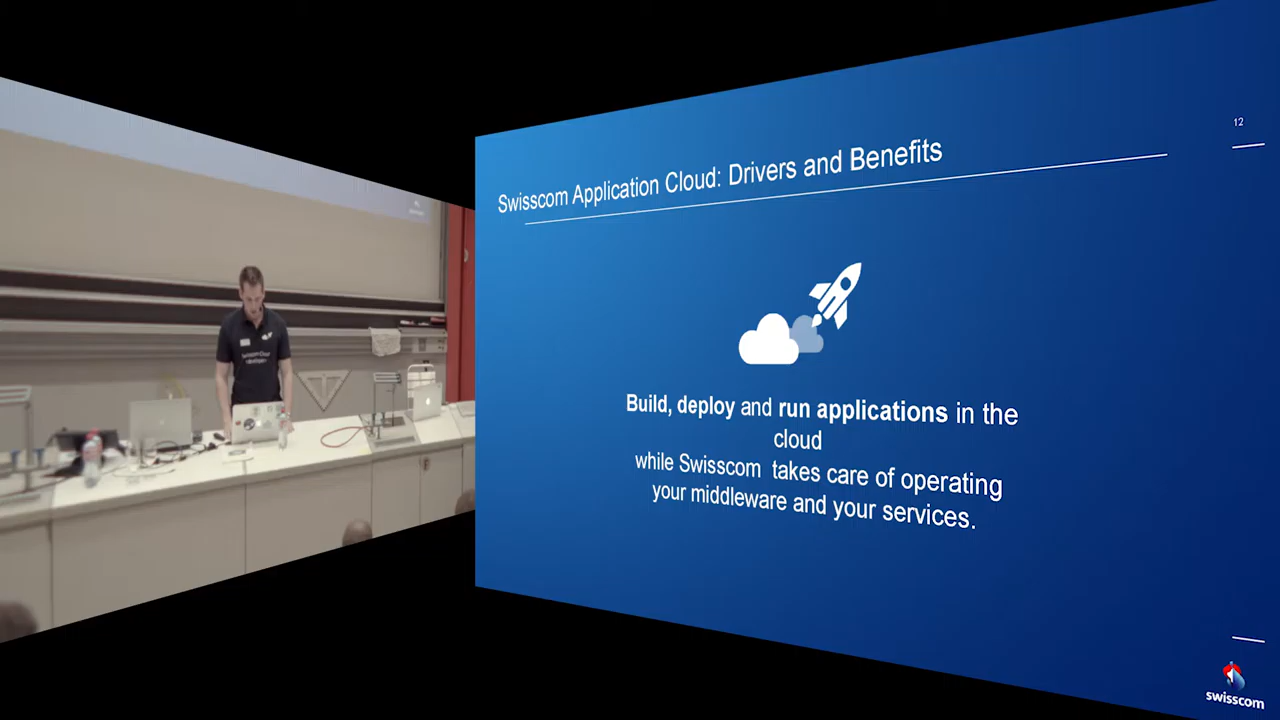 12
Swisscom Application Cloud: Drivers and Benefits
Build, deploy and run applications in the
cloud
while Swisscom takes care of operating
your middleware and your services.
swisscom